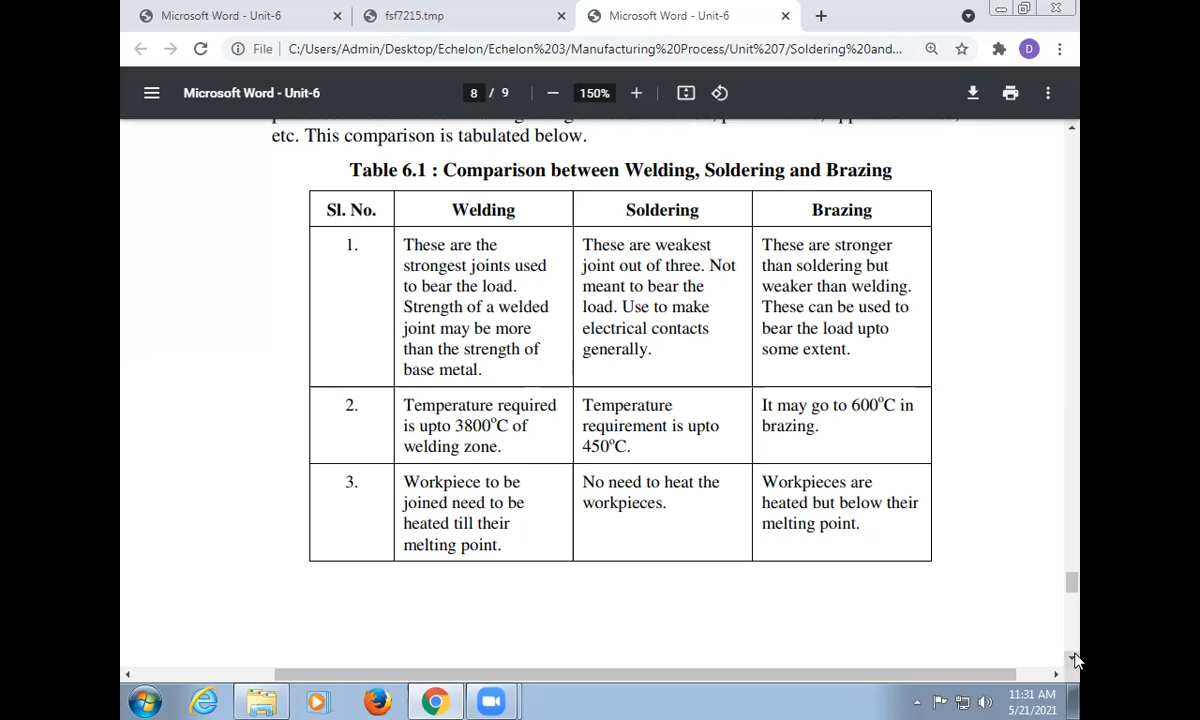 Microsoft Word - Unit-6
fsf7215.tmp
Microsoft Word - Unit-6
File C:/Users/Admin/Desktop/Echelon/Echelon%203/Manufacturing%20Process/Unit%207/Soldering%20and...
D
Microsoft Word - Unit-6
8 / 9
150%
etc. This comparison is tabulated below.
Table 6.1 : Comparison between Welding, Soldering and Brazing
Sl. No. Welding Soldering Brazing
1.
These are the
strongest joints used
to bear the load.
Strength of a welded
joint may be more
than the strength of
base metal.
These are weakest
joint out of three. Not
meant to bear the
load. Use to make
electrical contacts
generally.
These are stronger
than soldering but
weaker than welding.
These can be used to
bear the load upto
some extent.
2.
Temperature required
is upto 3800°C of
welding zone.
Temperature
requirement is upto
450°C.
It may go to 600°C in
brazing.
3.
Workpiece to be
joined need to be
heated till their
melting point.
No need to heat the
workpieces.
Workpieces are
heated but below their
melting point.
11:31 AM
5/21/2021